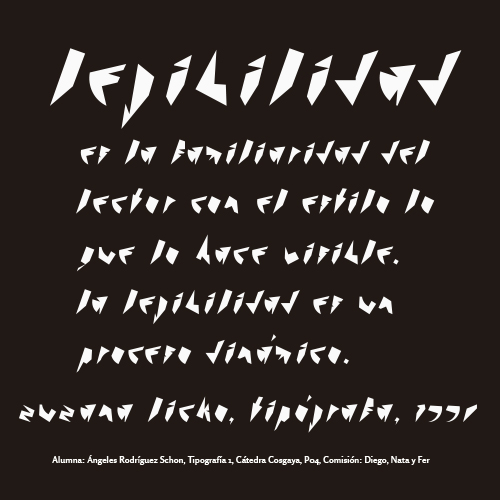 legibilidad
es la familiaridad del
lector con el estilo lo
que lo hace visible.
la legibilidad es un
proceso dinámico.
zuzana licko, tipógrafa, 1991
Alumna: Ángeles Rodríguez Schon, Tipografía 1, Cátedra Cosgaya, P04, Comisión: Diego, Nata y Fer